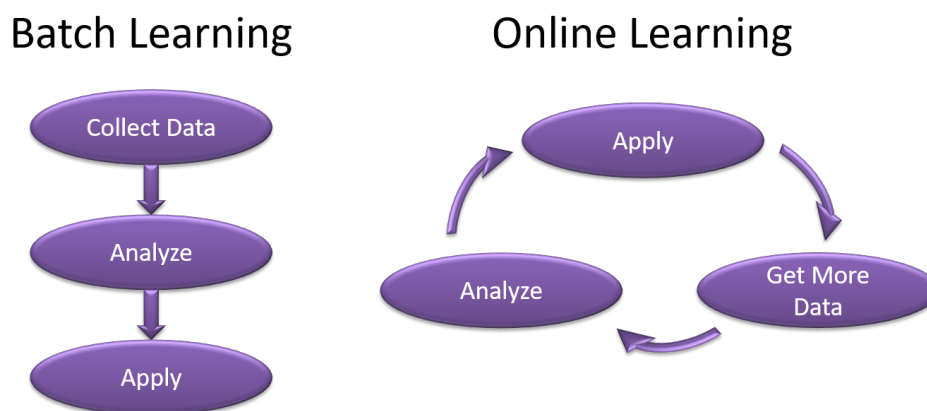 Batch Learning
Collect Data
Analyze
Apply
Online Learning
Apply
Get More
Data
Analyze